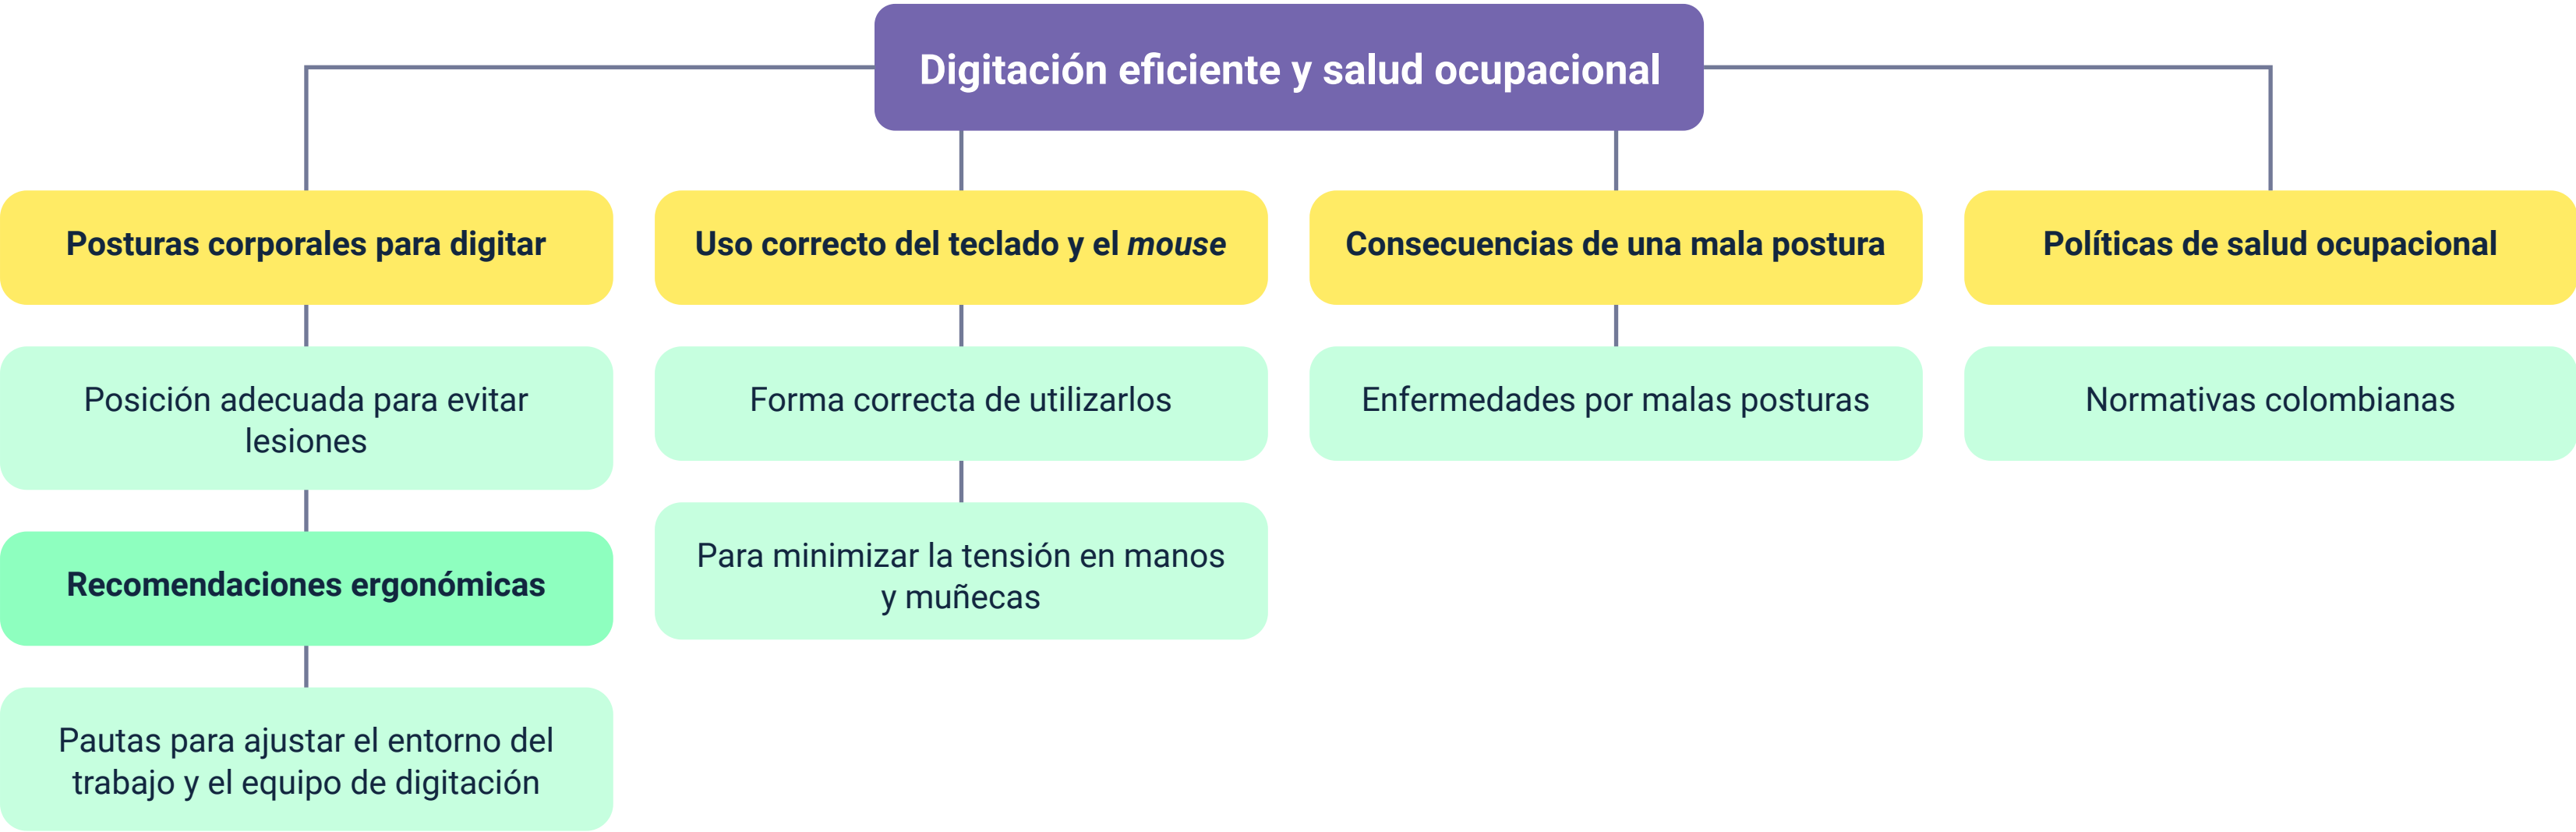 Digitación eficiente y salud ocupacional
Posturas corporales para digitar
Posición adecuada para evitar
lesiones
Recomendaciones ergonómicas
Pautas para ajustar el entorno del
trabajo y el equipo de digitación
Uso correcto del teclado y el mouse
Forma correcta de utilizarlos
Para minimizar la tensión en manos
y muñecas
Consecuencias de una mala postura
Enfermedades por malas posturas
Políticas de salud ocupacional
Normativas colombianas